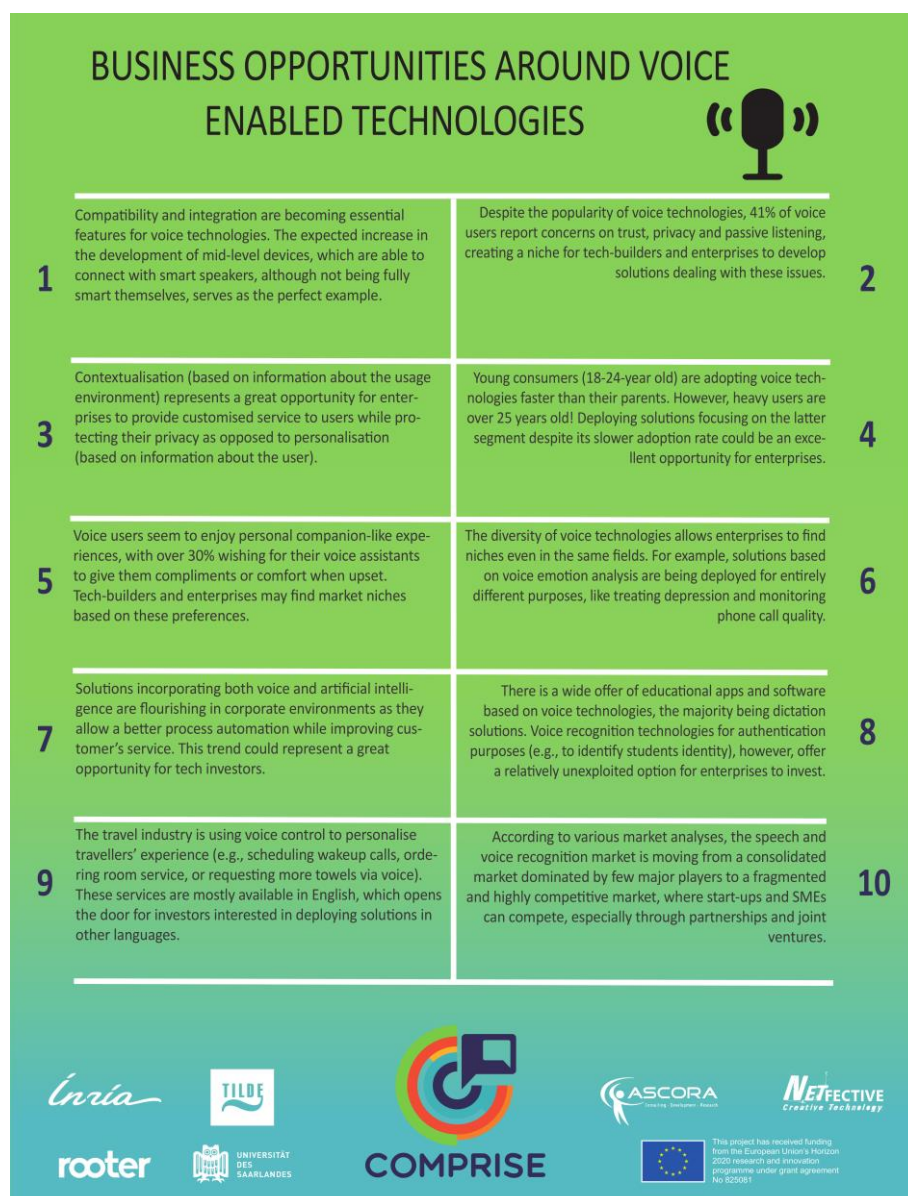 BUSINESS OPPORTUNITIES AROUND VOICE
ENABLED TECHNOLOGIES
1
Compatibility and integration are becoming essential
features for voice technologies. The expected increase in
the development of mid-level devices, which are able to
connect with smart speakers, although not being fully
smart themselves, serves as the perfect example.
Despite the popularity of voice technologies, 41% of voice
users report concerns on trust, privacy and passive listening,
creating a niche for tech-builders and enterprises to develop
solutions dealing with these issues.
2
3
Contextualisation (based on information about the usage
environment) represents a great opportunity for enter-
prises to provide customised service to users while pro-
tecting their privacy as opposed to personalisation
(based on information about the user).
Young consumers (18-24-year old) are adopting voice tech-
nologies faster than their parents. However, heavy users are
over 25 years old! Deploying solutions focusing on the latter
segment despite its slower adoption rate could be an exce-
llent opportunity for enterprises.
4
5
Voice users seem to enjoy personal companion-like expe-
riences, with over 30% wishing for their voice assistants
to give them compliments or comfort when upset.
Tech-builders and enterprises may find market niches
based on these preferences.
The diversity of voice technologies allows enterprises to find
niches even in the same fields. For example, solutions based
on voice emotion analysis are being deployed for entirely
different purposes, like treating depression and monitoring
phone call quality.
6
7
Solutions incorporating both voice and artificial intelli-
gence are flourishing in corporate environments as they
allow a better process automation while improving cus-
tomer's service. This trend could represent a great
opportunity for tech investors.
There is a wide offer of educational apps and software
based on voice technologies, the majority being dictation
solutions. Voice recognition technologies for authentication
purposes (e.g., to identify students identity), however, offer
a relatively unexploited option for enterprises to invest.
8
9
The travel industry is using voice control to personalise
travellers' experience (e.g., scheduling wakeup calls, orde-
ring room service, or requesting more towels via voice).
These services are mostly available in English, which opens
the door for investors interested in deploying solutions in
other languages.
According to various market analyses, the speech and
voice recognition market is moving from a consolidated
market dominated by few major players to a fragmented
and highly competitive market, where start-ups and SMEs
can compete, especially through partnerships and joint
ventures.
10
Inria
TILDE
rooter
UNIVERSITÄT
DES
SAARLANDES
COMPRISE
ASCORA
Consulting . Development . Research
NETFECTIVE
Creative Technology
This project has received funding
from the European Union's Horizon
2020 research and innovation
programme under grant agreement
No 825081